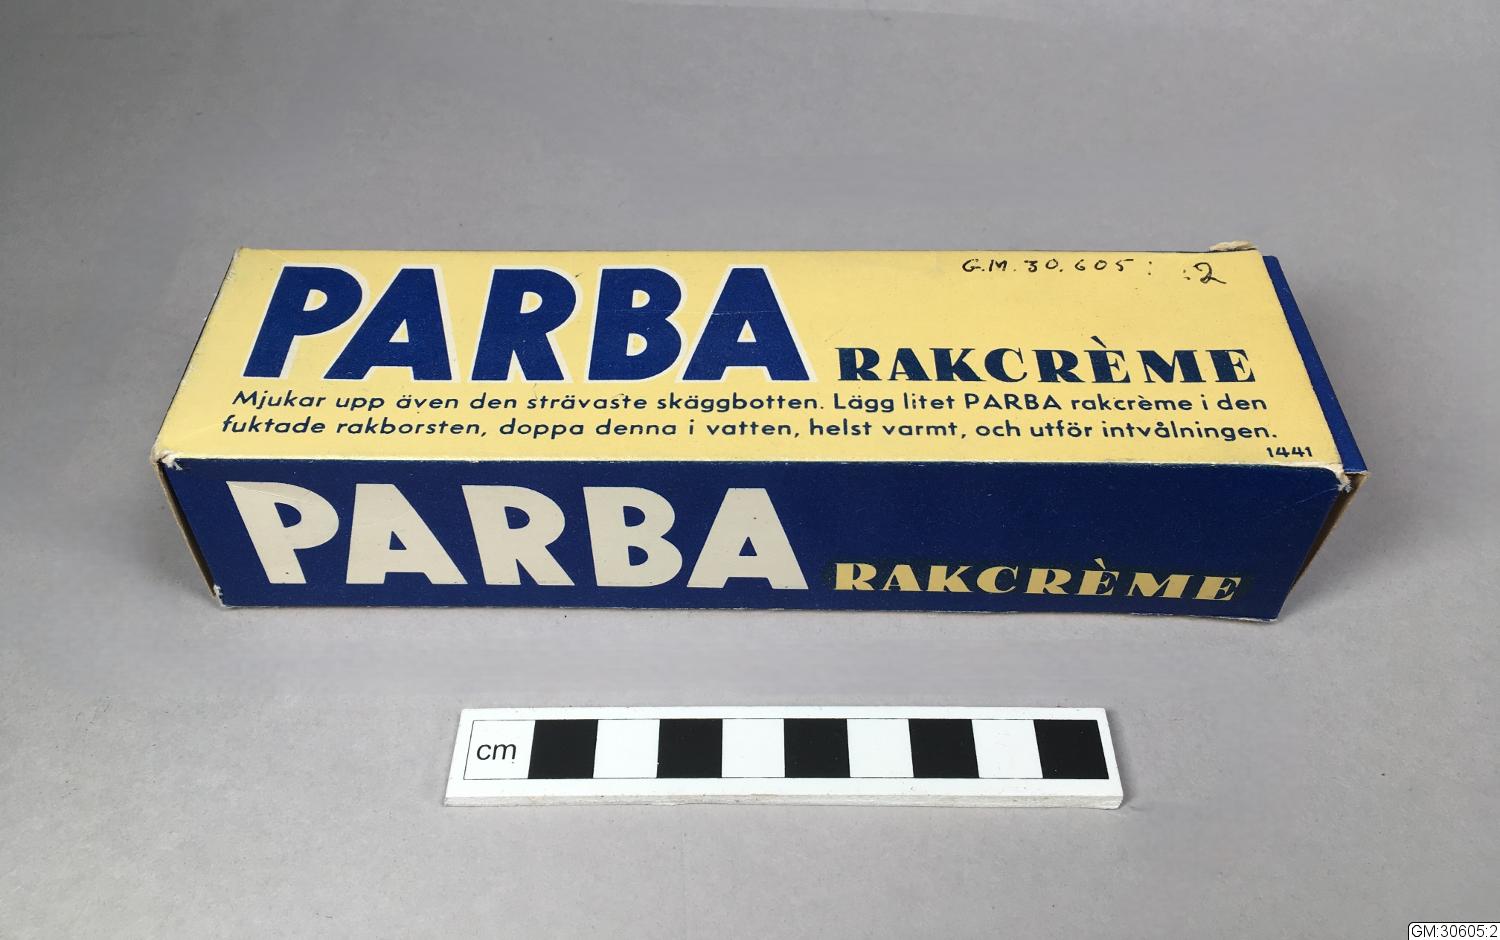 G.M. 30.605: :2
PARBA RAKCRÈME
Mjukar upp även den strävaste skäggbotten. Lägg litet PARBA rakcrème i den
fuktade rakborsten, doppa denna i vatten, helst varmt, och utför intvålningen.
1441
PARBA RAKCRÈME
cm
GM:30605:2